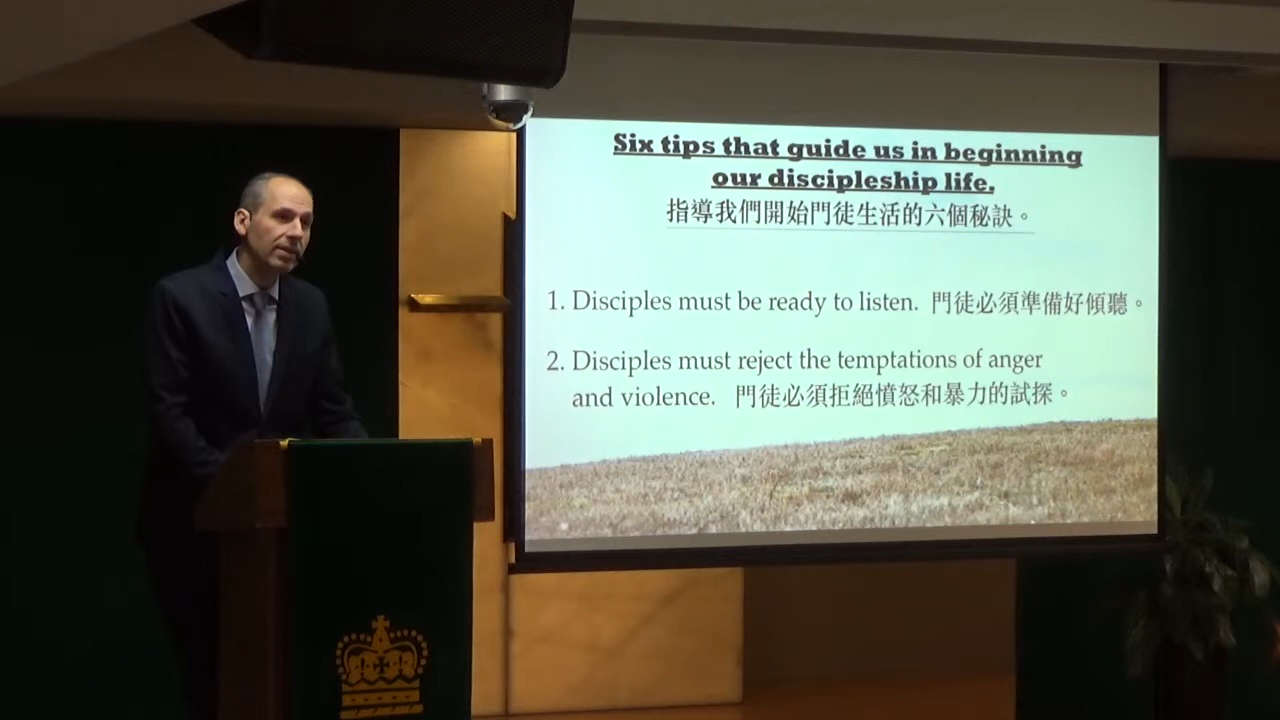 Six tips that guide us in beginning
our discipleship life.
指導我們開始門徒生活的六個秘訣。
1. Disciples must be ready to listen. 門徒必須準備好傾聽。
2. Disciples must reject the temptations of anger
and violence. 門徒必須拒絕憤怒和暴力的試探。